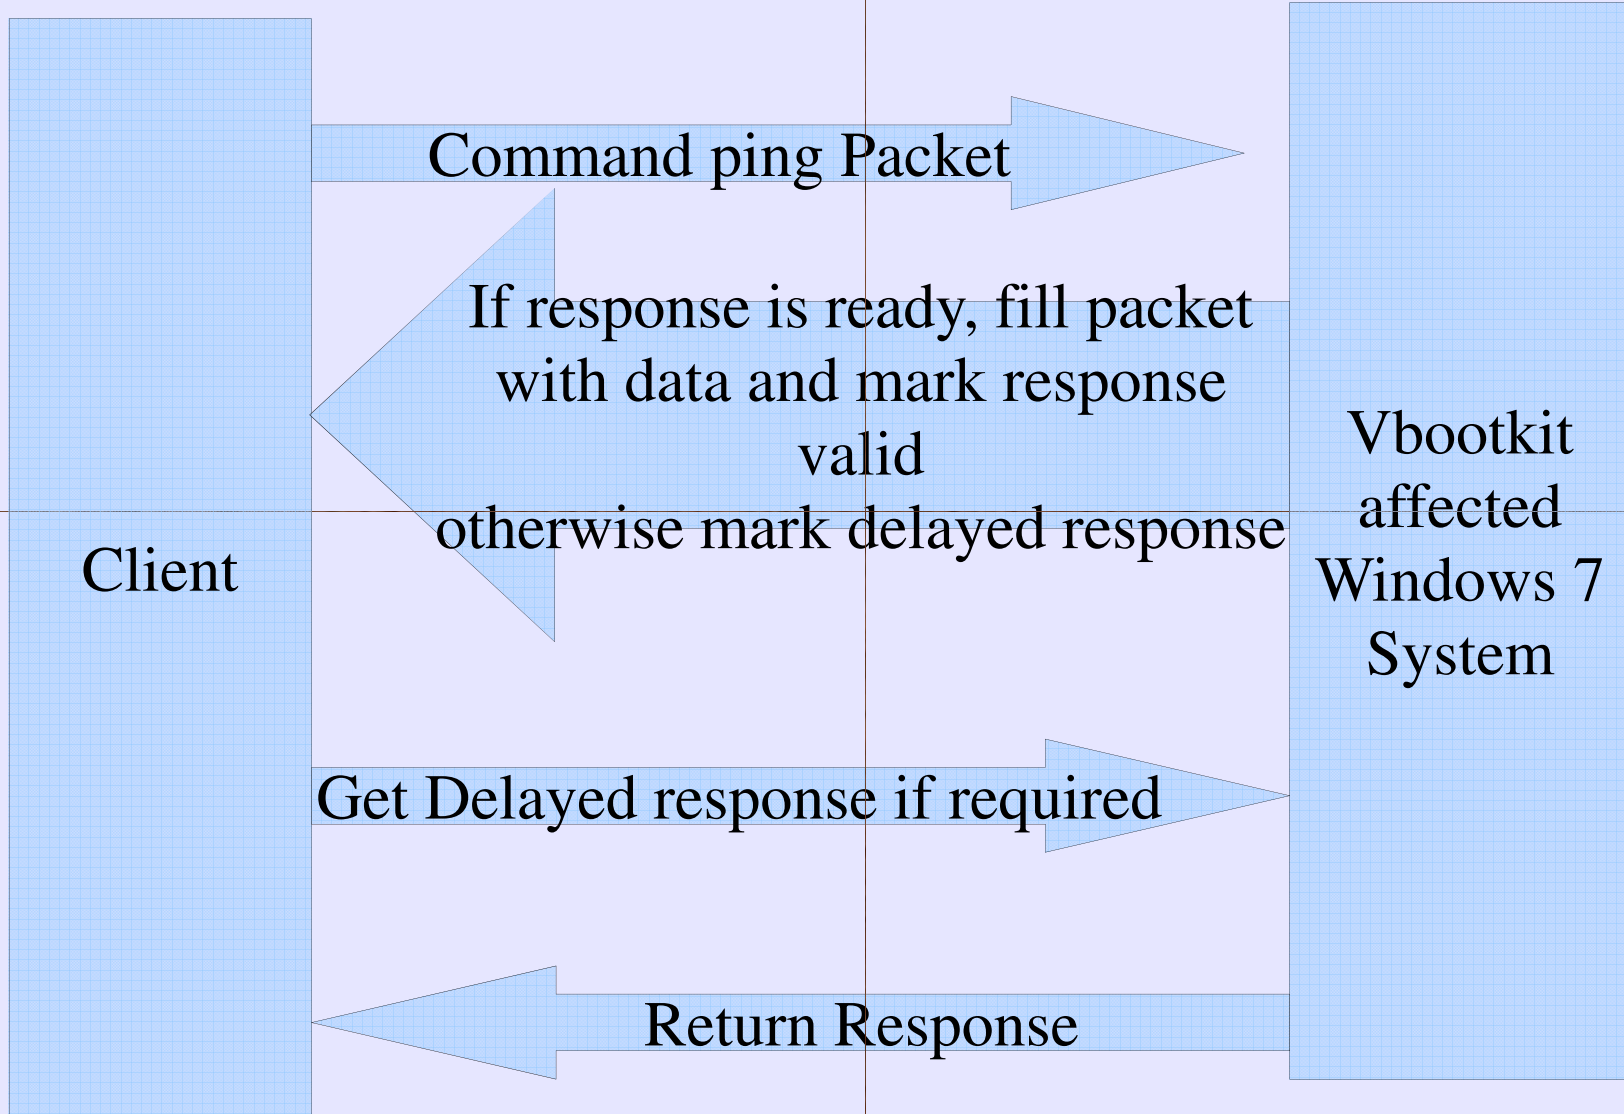 Command ping Packet
If response is ready, fill packet
with data and mark response
valid
otherwise mark delayed response
Client
Vbootkit
affected
Windows 7
System
Get Delayed response if required
Return Response